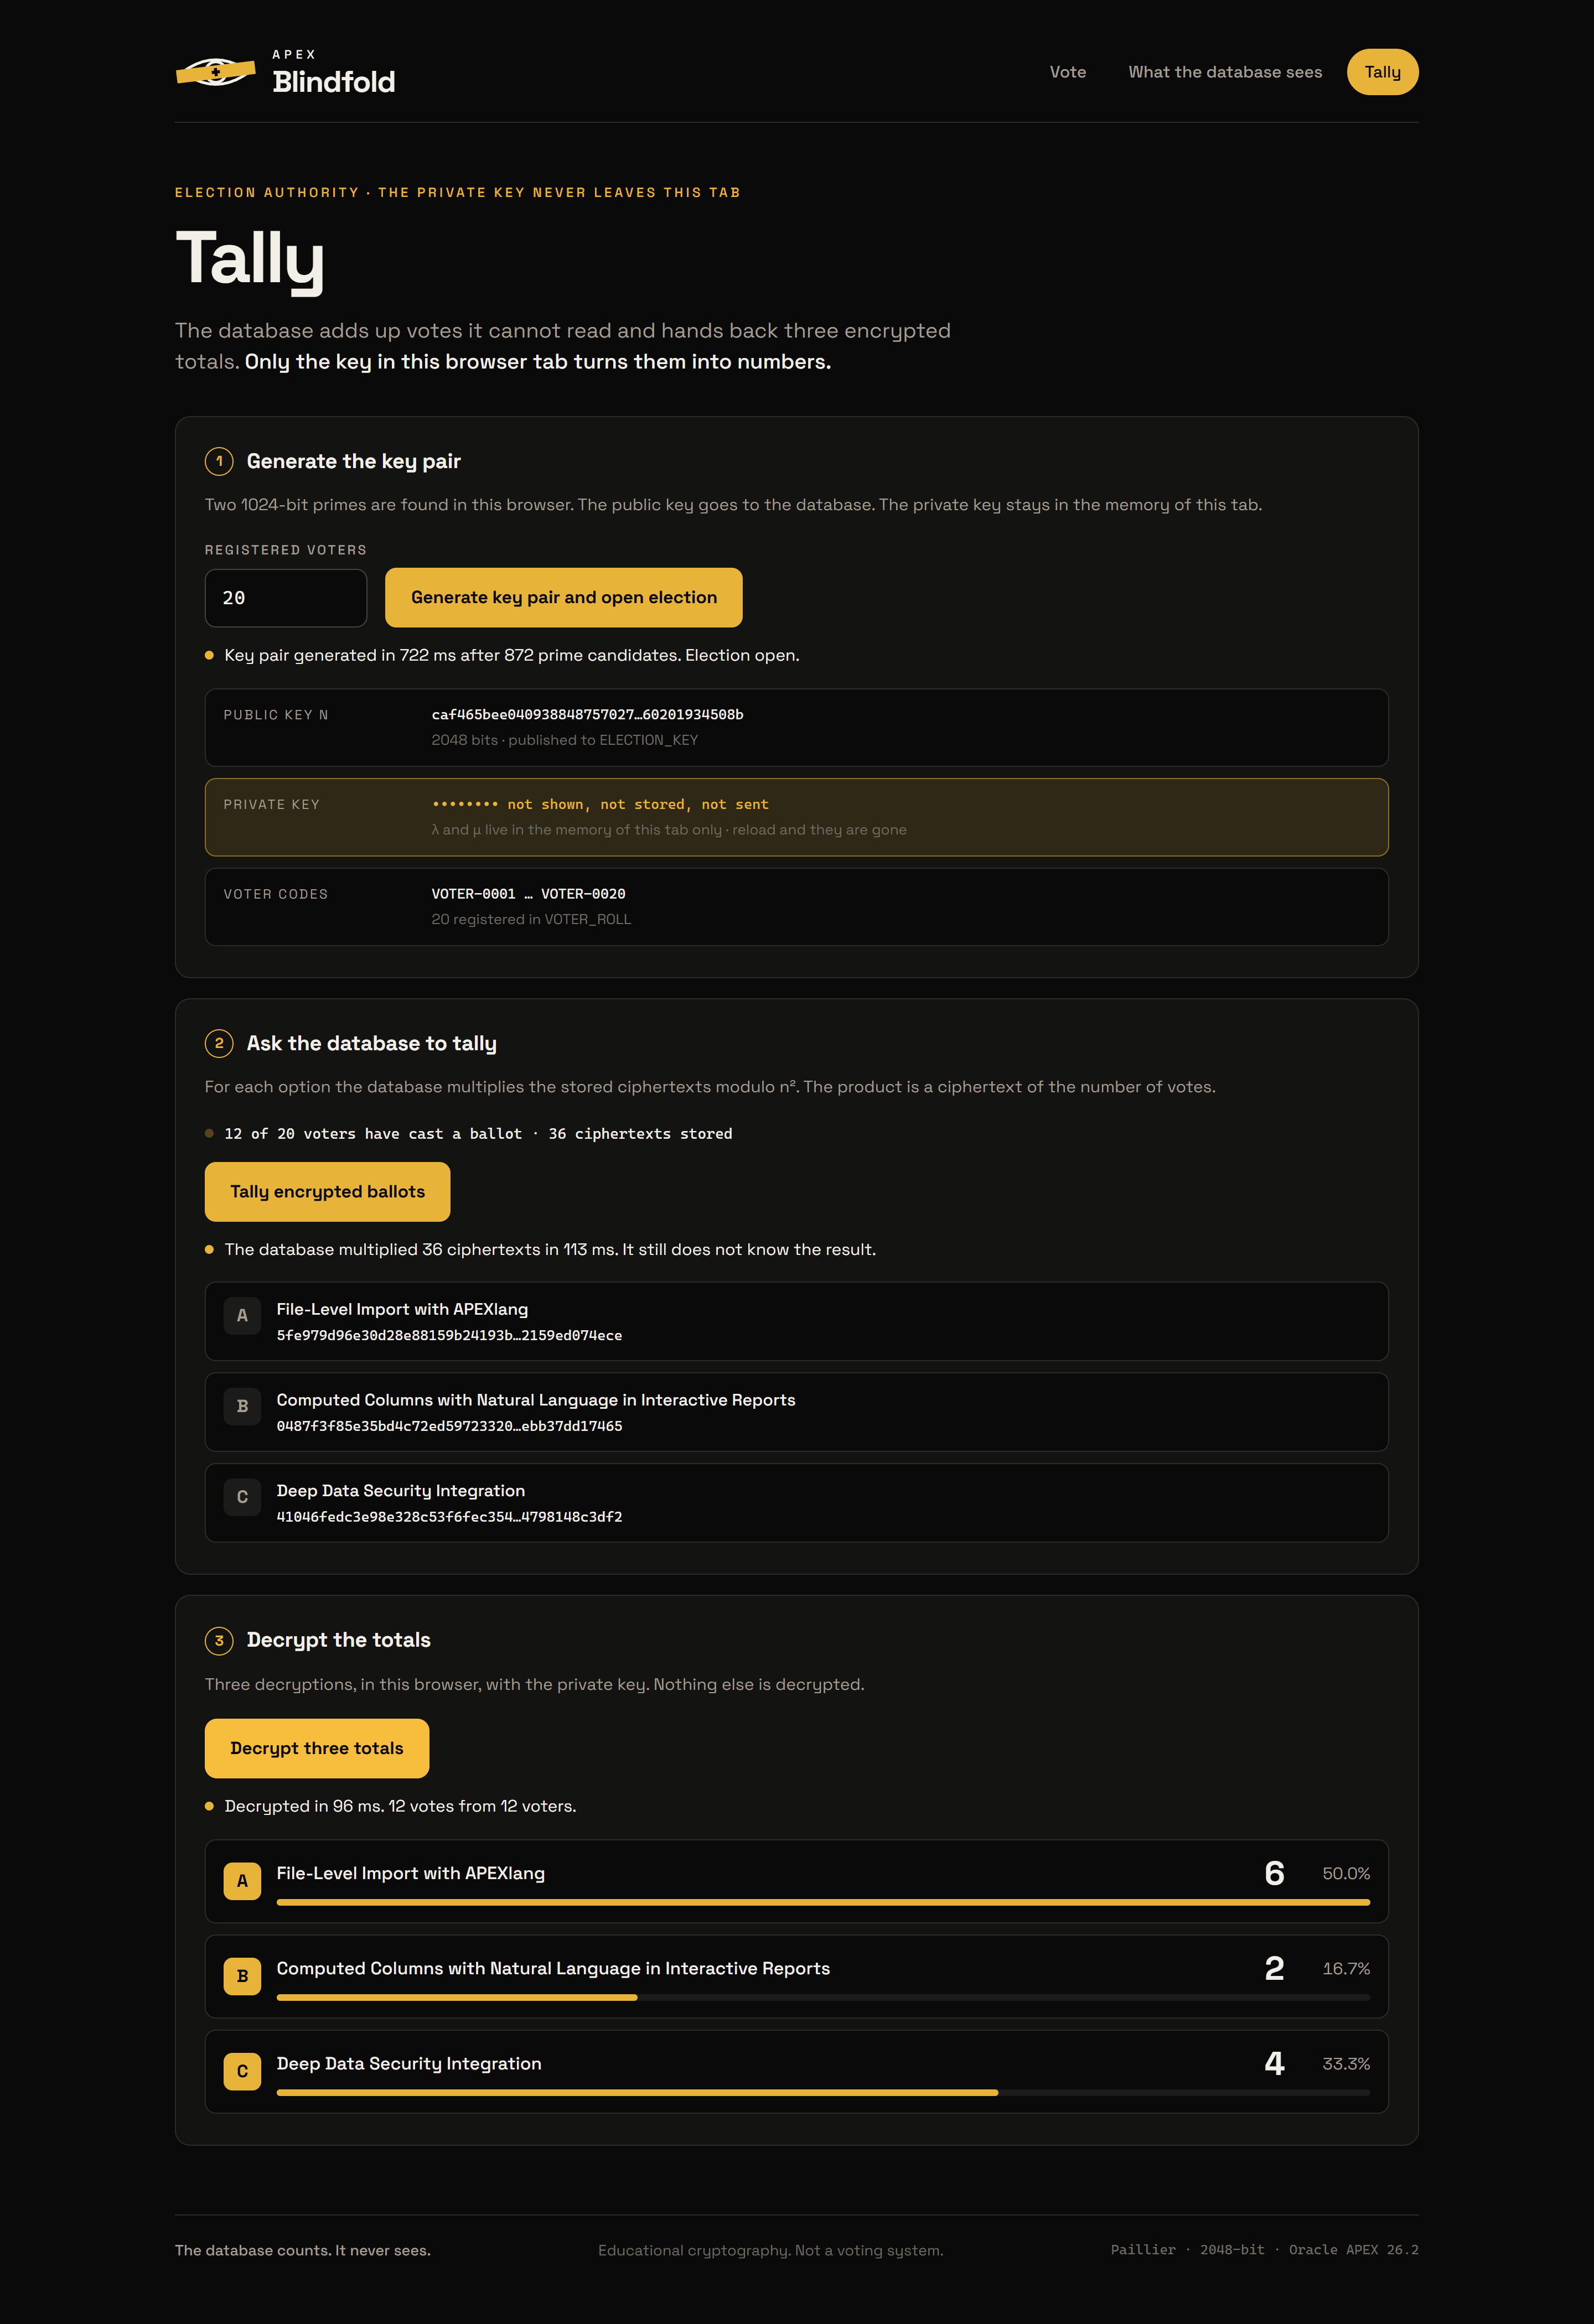 APEX
Blindfold
Vote
What the database sees
Tally
ELECTION AUTHORITY · THE PRIVATE KEY NEVER LEAVES THIS TAB
Tally
The database adds up votes it cannot read and hands back three encrypted
totals. Only the key in this browser tab turns them into numbers.
1 Generate the key pair
Two 1024-bit primes are found in this browser. The public key goes to the database. The private key stays in the memory of this tab.
REGISTERED VOTERS
20
Generate key pair and open election
Key pair generated in 722 ms after 872 prime candidates. Election open.
PUBLIC KEY N
caf465bee040938848757027…60201934508b
2048 bits · published to ELECTION_KEY
PRIVATE KEY
•••••••• not shown, not stored, not sent
λ and μ live in the memory of this tab only · reload and they are gone
VOTER CODES
VOTER-0001 … VOTER-0020
20 registered in VOTER_ROLL
2 Ask the database to tally
For each option the database multiplies the stored ciphertexts modulo n². The product is a ciphertext of the number of votes.
12 of 20 voters have cast a ballot · 36 ciphertexts stored
Tally encrypted ballots
The database multiplied 36 ciphertexts in 113 ms. It still does not know the result.
A File-Level Import with APEXlang
5fe979d96e30d28e88159b24193b…2159ed074ece
B Computed Columns with Natural Language in Interactive Reports
0487f3f85e35bd4c72ed59723320…ebb37dd17465
C Deep Data Security Integration
41046fedc3e98e328c53f6fec354…4798148c3df2
3 Decrypt the totals
Three decryptions, in this browser, with the private key. Nothing else is decrypted.
Decrypt three totals
Decrypted in 96 ms. 12 votes from 12 voters.
A File-Level Import with APEXlang 6 50.0%
B Computed Columns with Natural Language in Interactive Reports 2 16.7%
C Deep Data Security Integration 4 33.3%
The database counts. It never sees.
Educational cryptography. Not a voting system.
Paillier · 2048-bit · Oracle APEX 26.2